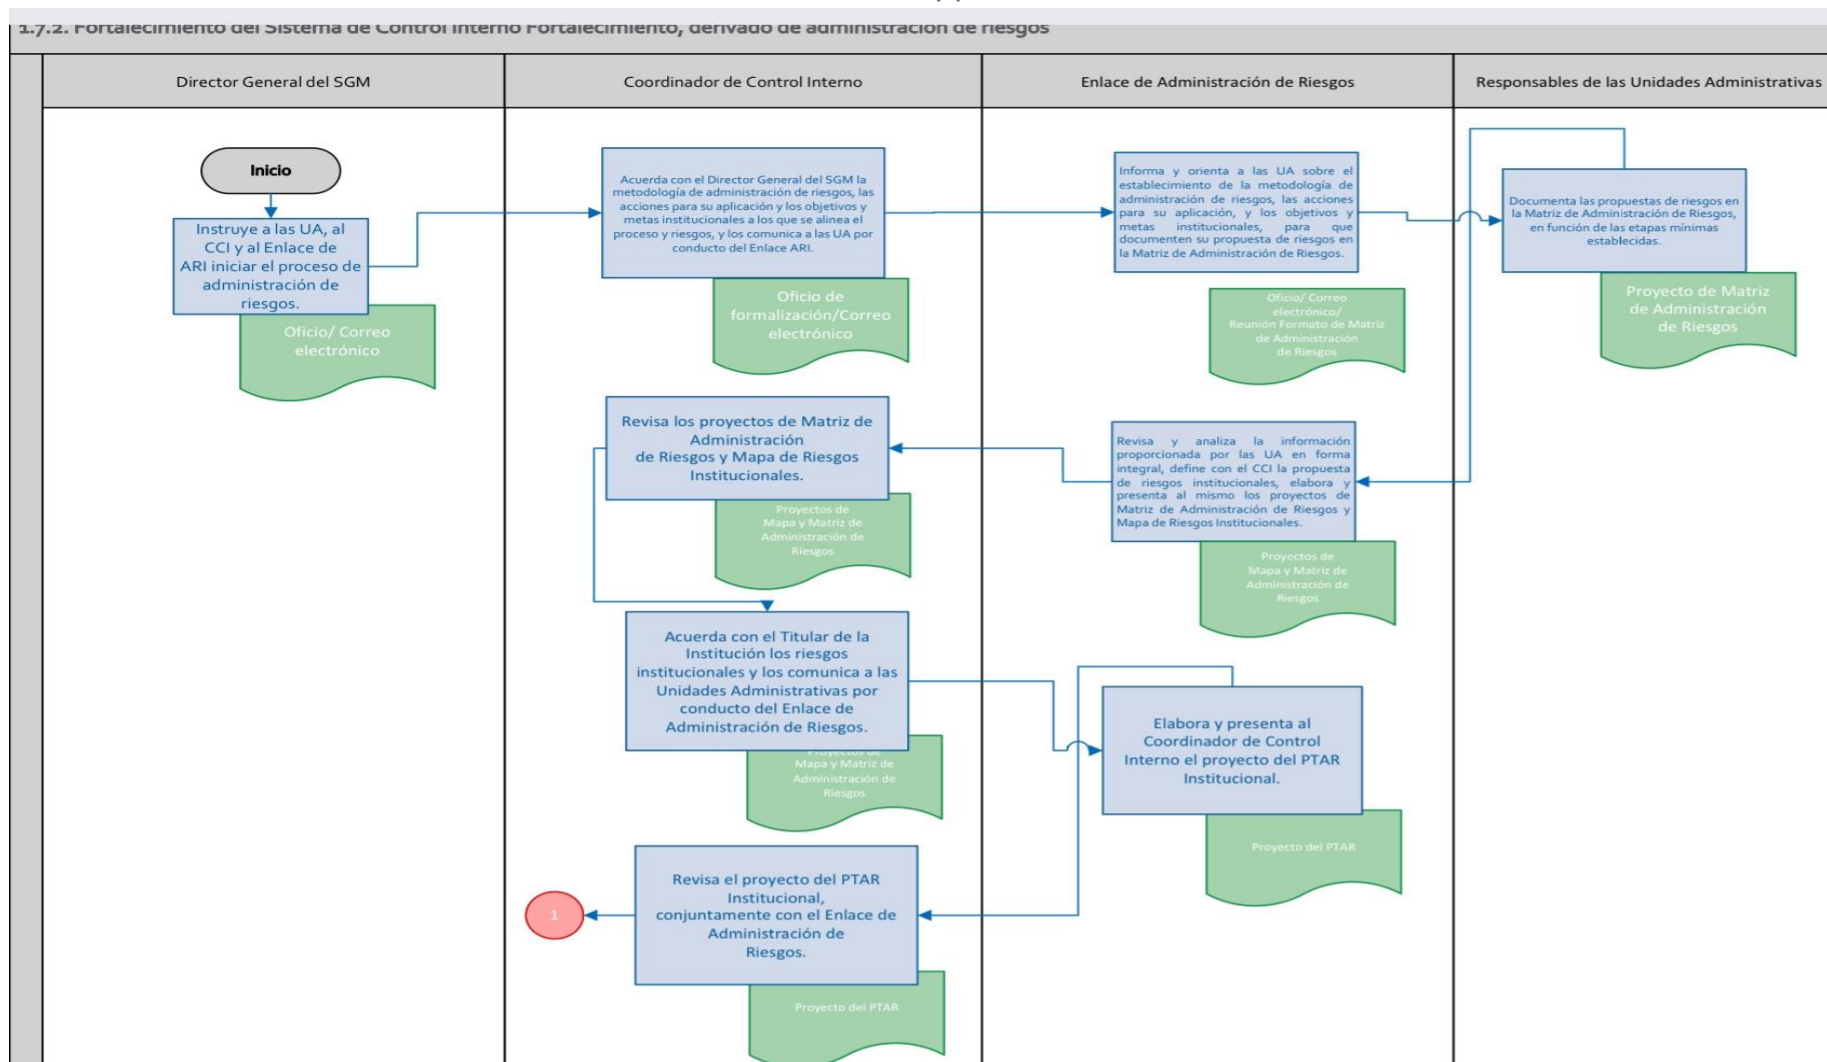 1.7.2. Fortalecimiento del Sistema de Control Interno Fortalecimiento, derivado de administración de riesgos
Director General del SGM
Coordinador de Control Interno
Enlace de Administración de Riesgos
Responsables de las Unidades Administrativas
Inicio
Instruye a las UA, al
CCI y al Enlace de
ARI iniciar el proceso de
administración de
riesgos.
Oficio/ Correo
electrónico
Acuerda con el Director General del SGM la
metodología de administración de riesgos, las
acciones para su aplicación y los objetivos y
metas institucionales a los que se alinea el
proceso y riesgos, y los comunica a las UA por
conducto del Enlace ARI.
Oficio de
formalización/Correo
electrónico
Informa y orienta a las UA sobre el
establecimiento de la metodología de
administración de riesgos, las acciones
para su aplicación, y los objetivos y
metas institucionales, para que
documenten su propuesta de riesgos en
la Matriz de Administración de Riesgos.
Oficio/ Correo
electrónico/
Reunión Formato de Matriz
de Administración
de Riesgos
Documenta las propuestas de riesgos en
la Matriz de Administración de Riesgos,
en función de las etapas mínimas
establecidas.
Proyecto de Matriz
de Administración
de Riesgos
Revisa y analiza la información
proporcionada por las UA en forma
integral, define con el CCI la propuesta
de riesgos institucionales, elabora y
presenta al mismo los proyectos de
Matriz de Administración de Riesgos y
Mapa de Riesgos Institucionales.
Proyectos de
Mapa y Matriz de
Administración de
Riesgos
Revisa los proyectos de Matriz de
Administración
de Riesgos y Mapa de Riesgos
Institucionales.
Proyectos de
Mapa y Matriz de
Administración de
Riesgos
Acuerda con el Titular de la
Institución los riesgos
institucionales y los comunica a las
Unidades Administrativas por
conducto del Enlace de
Administración de Riesgos.
Proyectos de
Mapa y Matriz de
Administración de
Riesgos
Elabora y presenta al
Coordinador de Control
Interno el proyecto del PTAR
Institucional.
Proyecto del PTAR
Revisa el proyecto del PTAR
Institucional,
conjuntamente con el Enlace de
Administración de
Riesgos.
Proyecto del PTAR
1